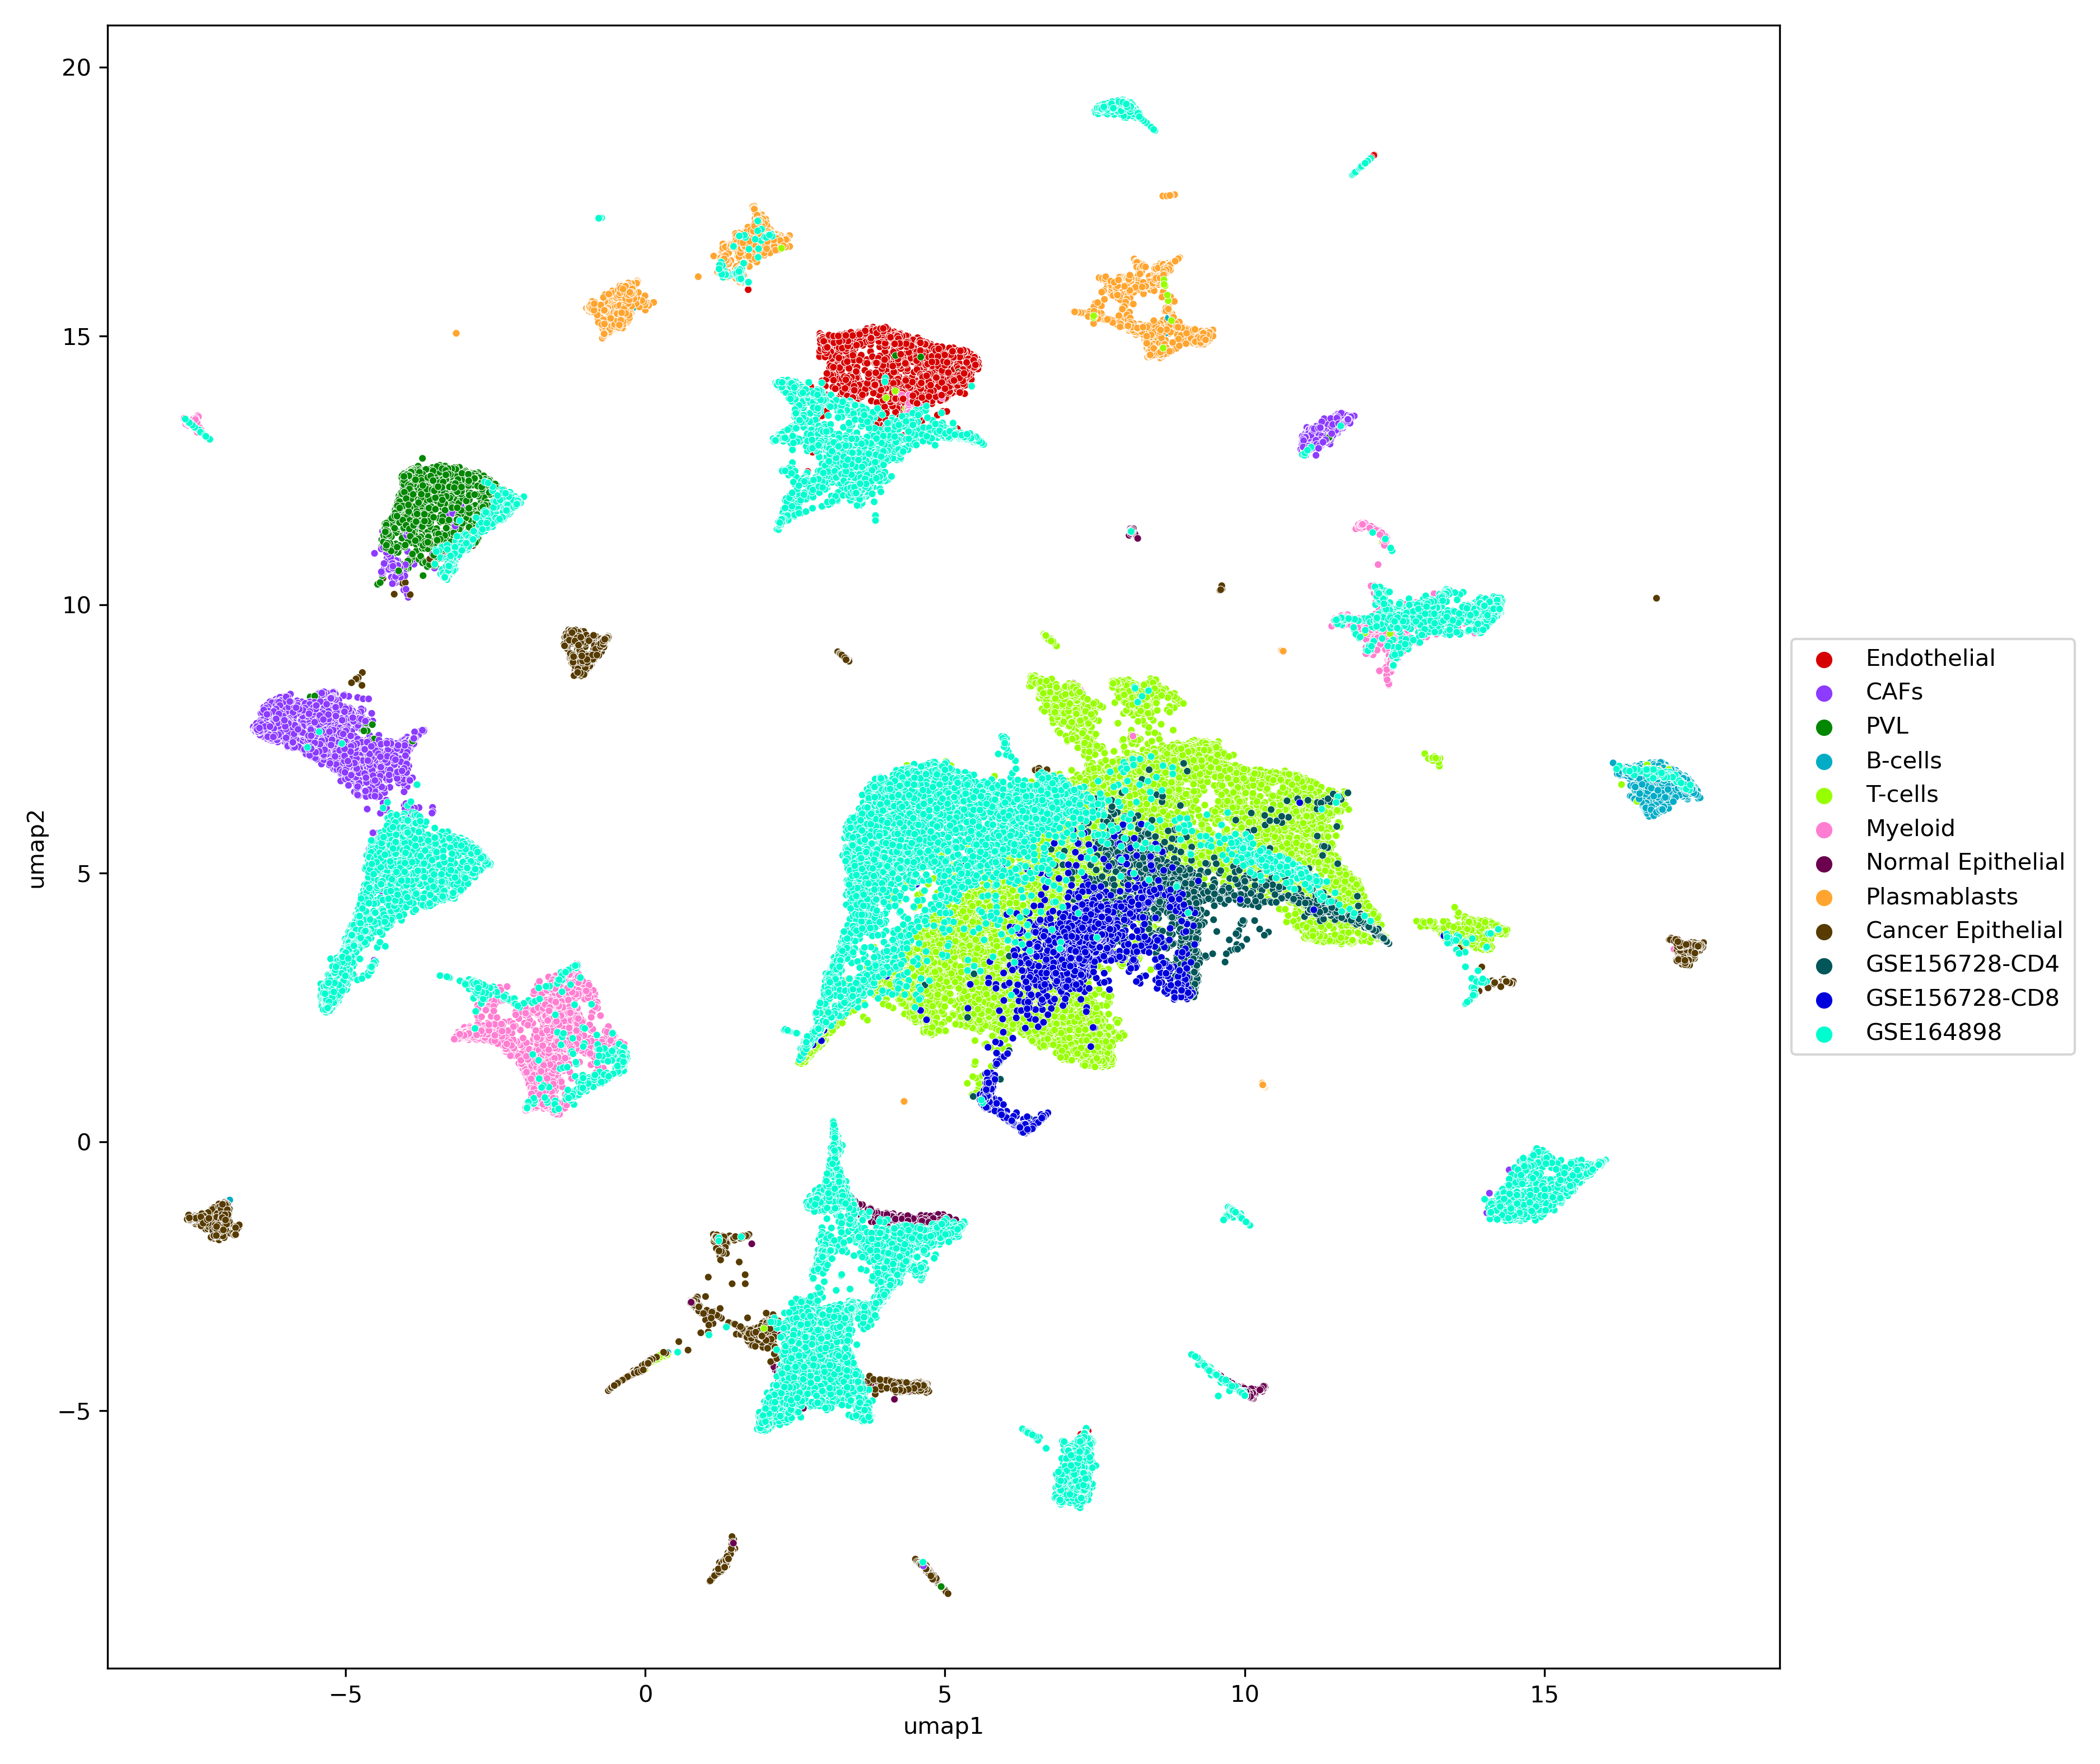 20
15
10
5
0
−5
−5
0
5
10
15
umap1
umap2
Endothelial
CAFs
PVL
B-cells
T-cells
Myeloid
Normal Epithelial
Plasmablasts
Cancer Epithelial
GSE156728-CD4
GSE156728-CD8
GSE164898